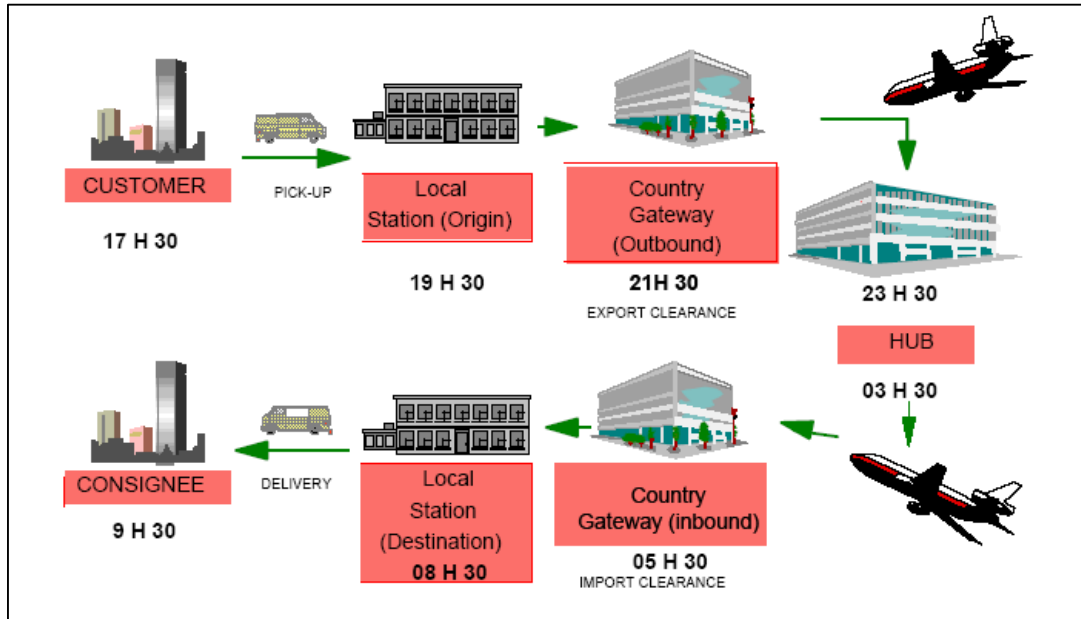 CUSTOMER
17 H 30
PICK-UP
Local
Station (Origin)
19 H 30
Country
Gateway
(Outbound)
21H 30
EXPORT CLEARANCE
23 H 30
HUB
03 H 30
Country
Gateway (inbound)
05 H 30
IMPORT CLEARANCE
Local
Station
(Destination)
08 H 30
DELIVERY
CONSIGNEE
9 H 30